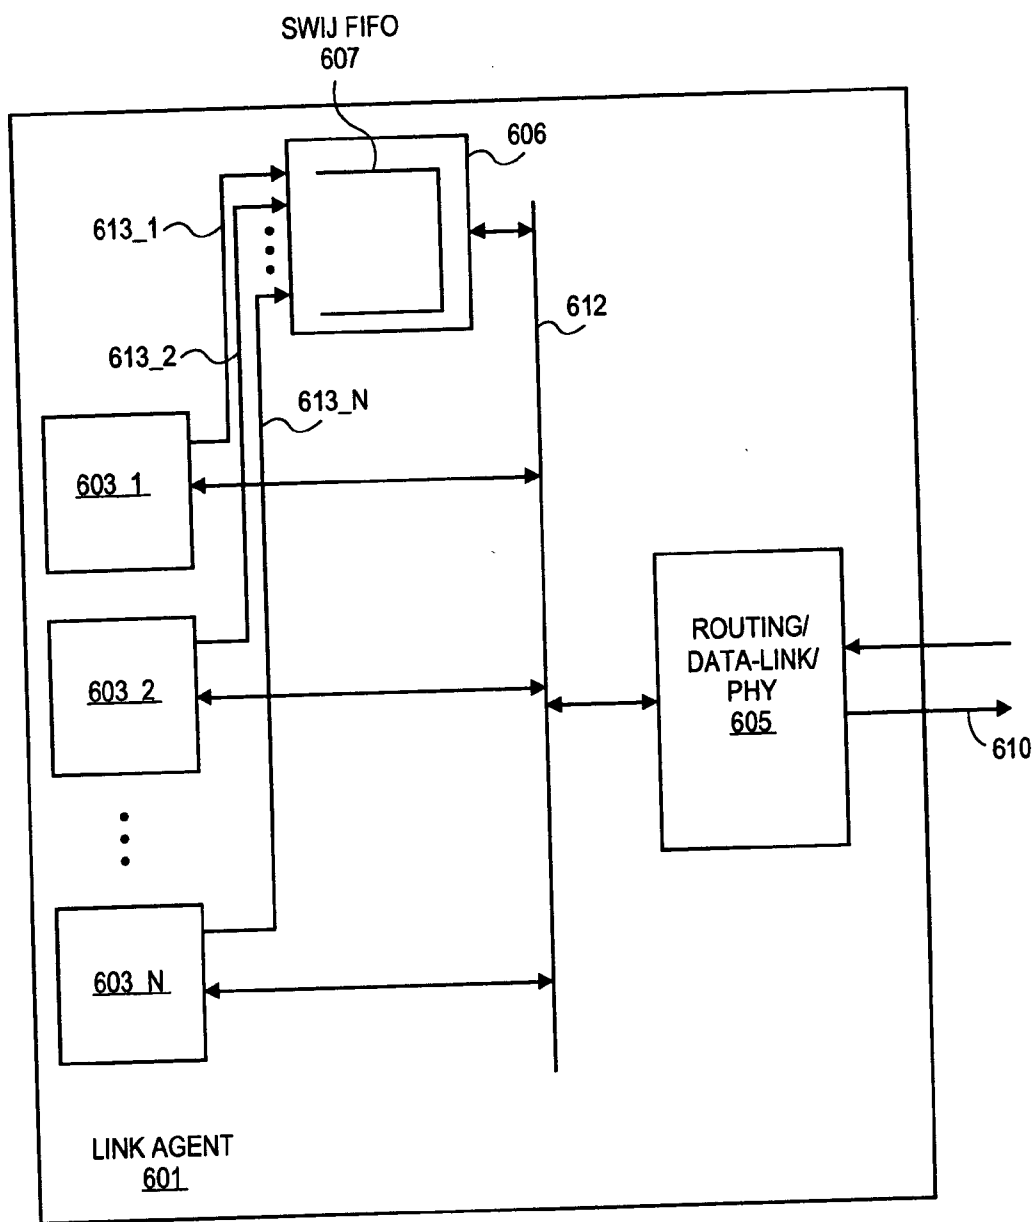 SWIJ FIFO
607
606
613_1
612
613_2
613_N
603_1
603_2
ROUTING/
DATA-LINK/
PHY
605
610
603_N
LINK AGENT
601